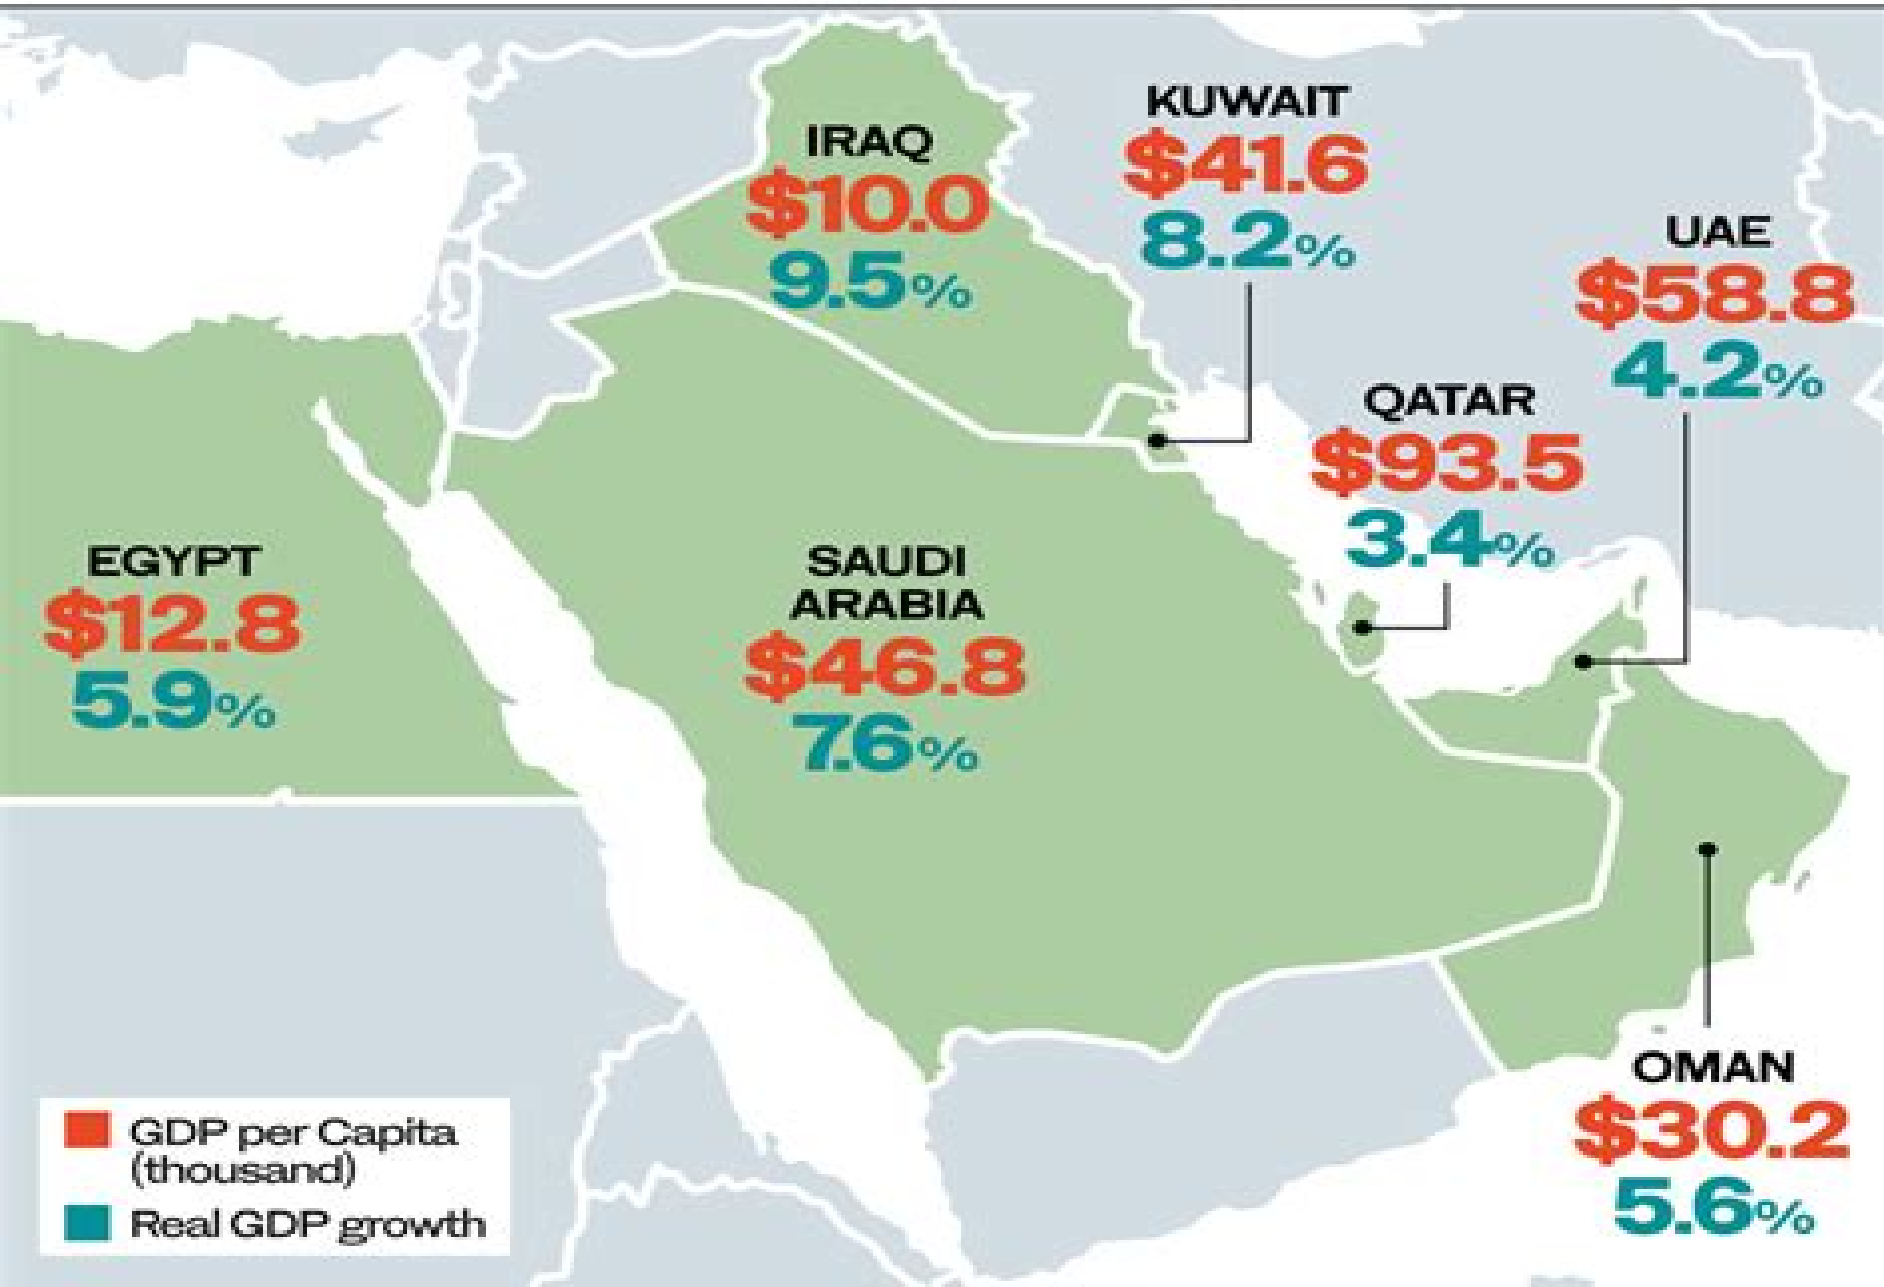 IRAQ
$10.0
9.5%
KUWAIT
$41.6
8.2%
UAE
$58.8
4.2%
QATAR
$93.5
3.4%
EGYPT
$12.8
5.9%
SAUDI
ARABIA
$46.8
7.6%
OMAN
$30.2
5.6%
GDP per Capita
(thousand)
Real GDP growth